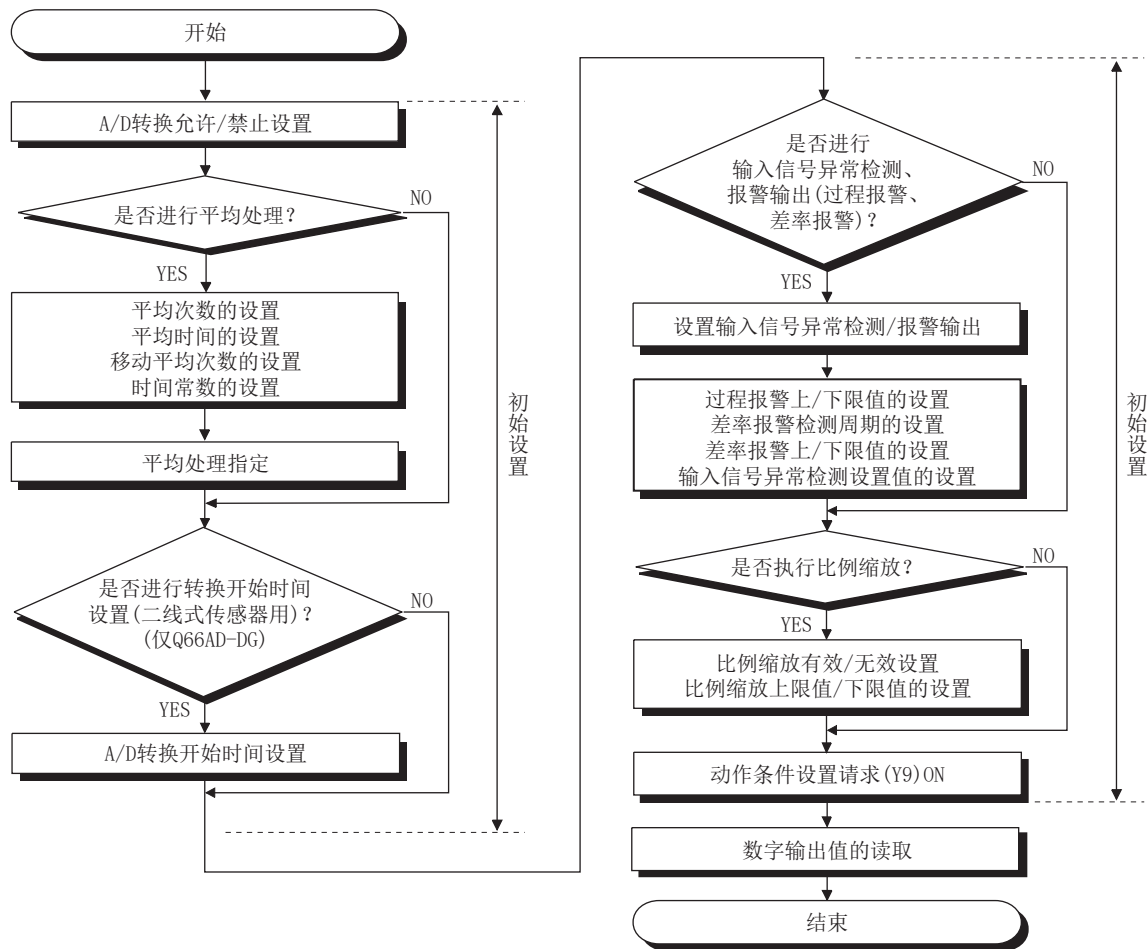 开始
A/D转换允许/禁止设置
是否进行平均处理？
NO
YES
平均次数的设置
平均时间的设置
移动平均次数的设置
时间常数的设置
平均处理指定
是否进行转换开始时间
设置(二线式传感器用)？
(仅Q66AD-DG)
NO
YES
A/D转换开始时间设置
初始设置
是否进行
输入信号异常检测、
报警输出(过程报警、
差率报警)？
NO
YES
设置输入信号异常检测/报警输出
过程报警上/下限值的设置
差率报警检测周期的设置
差率报警上/下限值的设置
输入信号异常检测设置值的设置
是否执行比例缩放？
NO
YES
比例缩放有效/无效设置
比例缩放上限值/下限值的设置
动作条件设置请求(Y9)ON
初始设置
数字输出值的读取
结束